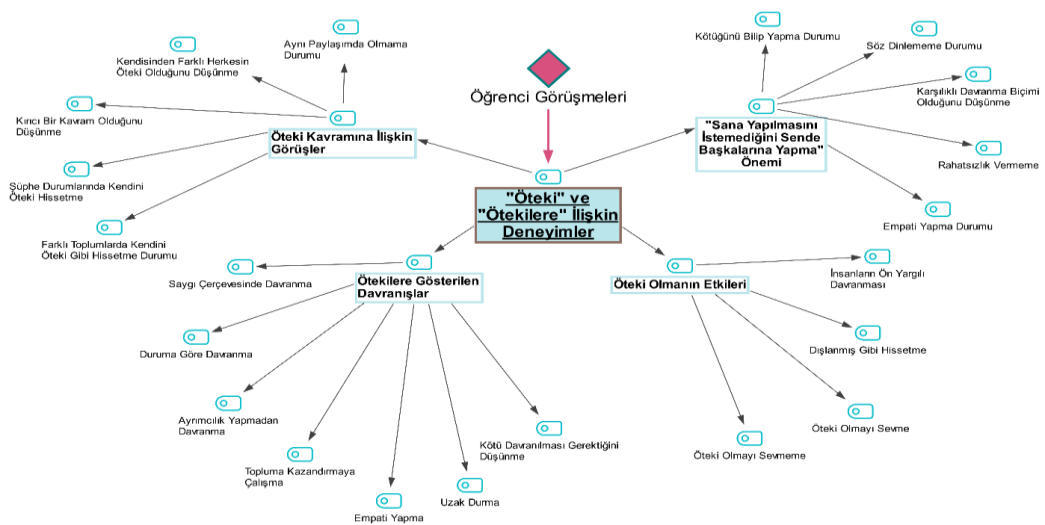 Kötüğünü Bilip Yapma Durumu
Söz Dinlememe Durumu
Karşılıklı Davranma Biçimi
Olduğunu Düşünme
Rahatsızlık Vermeme
Empati Yapma Durumu
"Sana Yapılmasını
İstemediğini Sende
Başkalarına Yapma"
Önemi
Aynı Paylaşımda Olmama
Durumu
Kendisinden Farklı Herkesin
Öteki Olduğunu Düşünme
Kırıcı Bir Kavram Olduğunu
Düşünme
Şüphe Durumlarında Kendini
Öteki Hissetme
Farklı Toplumlarda Kendini
Öteki Gibi Hissetme Durumu
Öteki Kavramına İlişkin
Görüşler
Öğrenci Görüşmeleri
"Öteki" ve
"Ötekilere" İlişkin
Deneyimler
Ötekilere Gösterilen
Davranışlar
Saygı Çerçevesinde Davranma
Duruma Göre Davranma
Ayrımcılık Yapmadan
Davranma
Topluma Kazandırmaya
Çalışma
Empati Yapma
Uzak Durma
Kötü Davranılması Gerektiğini
Düşünme
Öteki Olmanın Etkileri
İnsanların Ön Yargılı
Davranması
Dışlanmış Gibi Hissetme
Öteki Olmayı Sevme
Öteki Olmayı Sevmeme